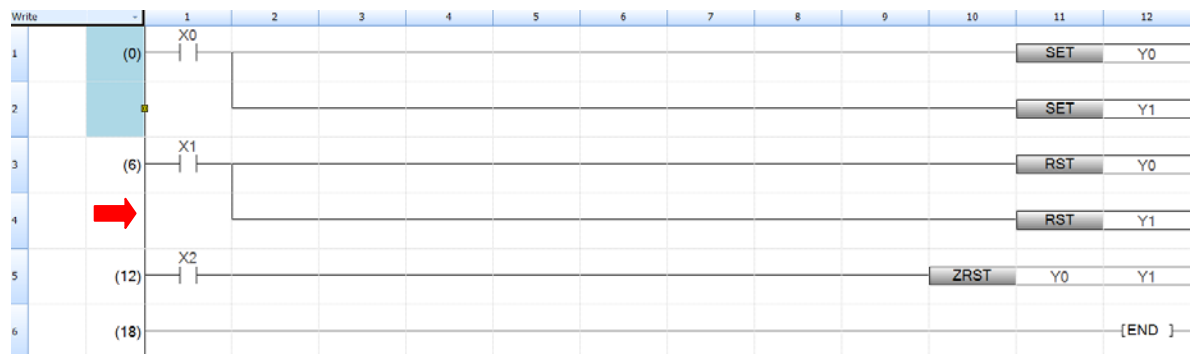 Write 1 2 3 4 5 6 7 8 9 10 11 12
X0
1 (0) SET Y0
2 SET Y1
X1
3 (6) RST Y0
4 RST Y1
X2
5 (12) ZRST Y0 Y1
6 (18) [END ]